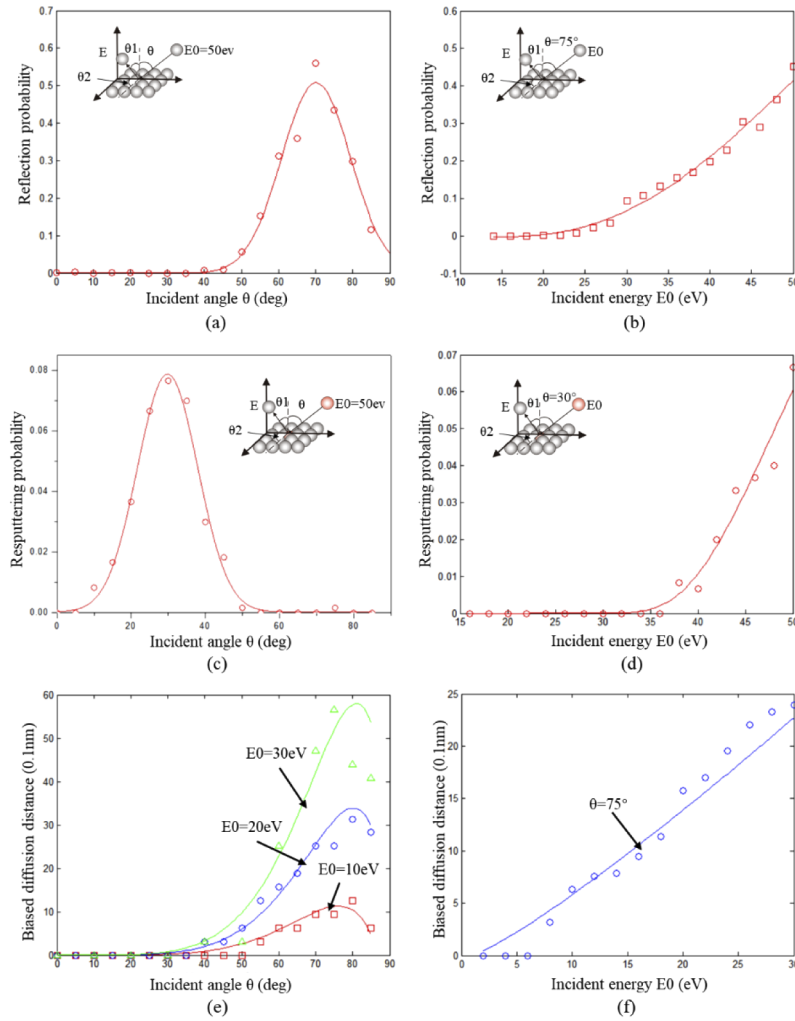 0.7
0.6
0.5
0.4
0.3
0.2
0.1
0
Reflection probability
E θ1 θ E0=50ev
θ2
0 10 20 30 40 50 60 70 80 90
Incident angle θ (deg)
(a)
0.6
0.5
0.4
0.3
0.2
0.1
0
-0.1
Reflection probability
E θ1 θ=75° E0
θ2
10 15 20 25 30 35 40 45 50
Incident energy E0 (eV)
(b)
0.08
0.06
0.04
0.02
0.00
Resputtering probability
E θ1 θ E0=50ev
θ2
0 20 40 60 80
Incident angle θ (deg)
(c)
0.07
0.06
0.05
0.04
0.03
0.02
0.01
0
Resputtering probability
E θ1 θ=30° E0
θ2
15 20 25 30 35 40 45 50
Incident energy E0 (eV)
(d)
60
50
40
30
20
10
0
Biased diffusion distance (0.1nm)
E0=30eV
E0=20eV
E0=10eV
0 10 20 30 40 50 60 70 80 90
Incident angle θ (deg)
(e)
25
20
15
10
5
0
Biased diffusion distance (0.1nm)
θ=75°
0 5 10 15 20 25 30
Incident energy E0 (eV)
(f)